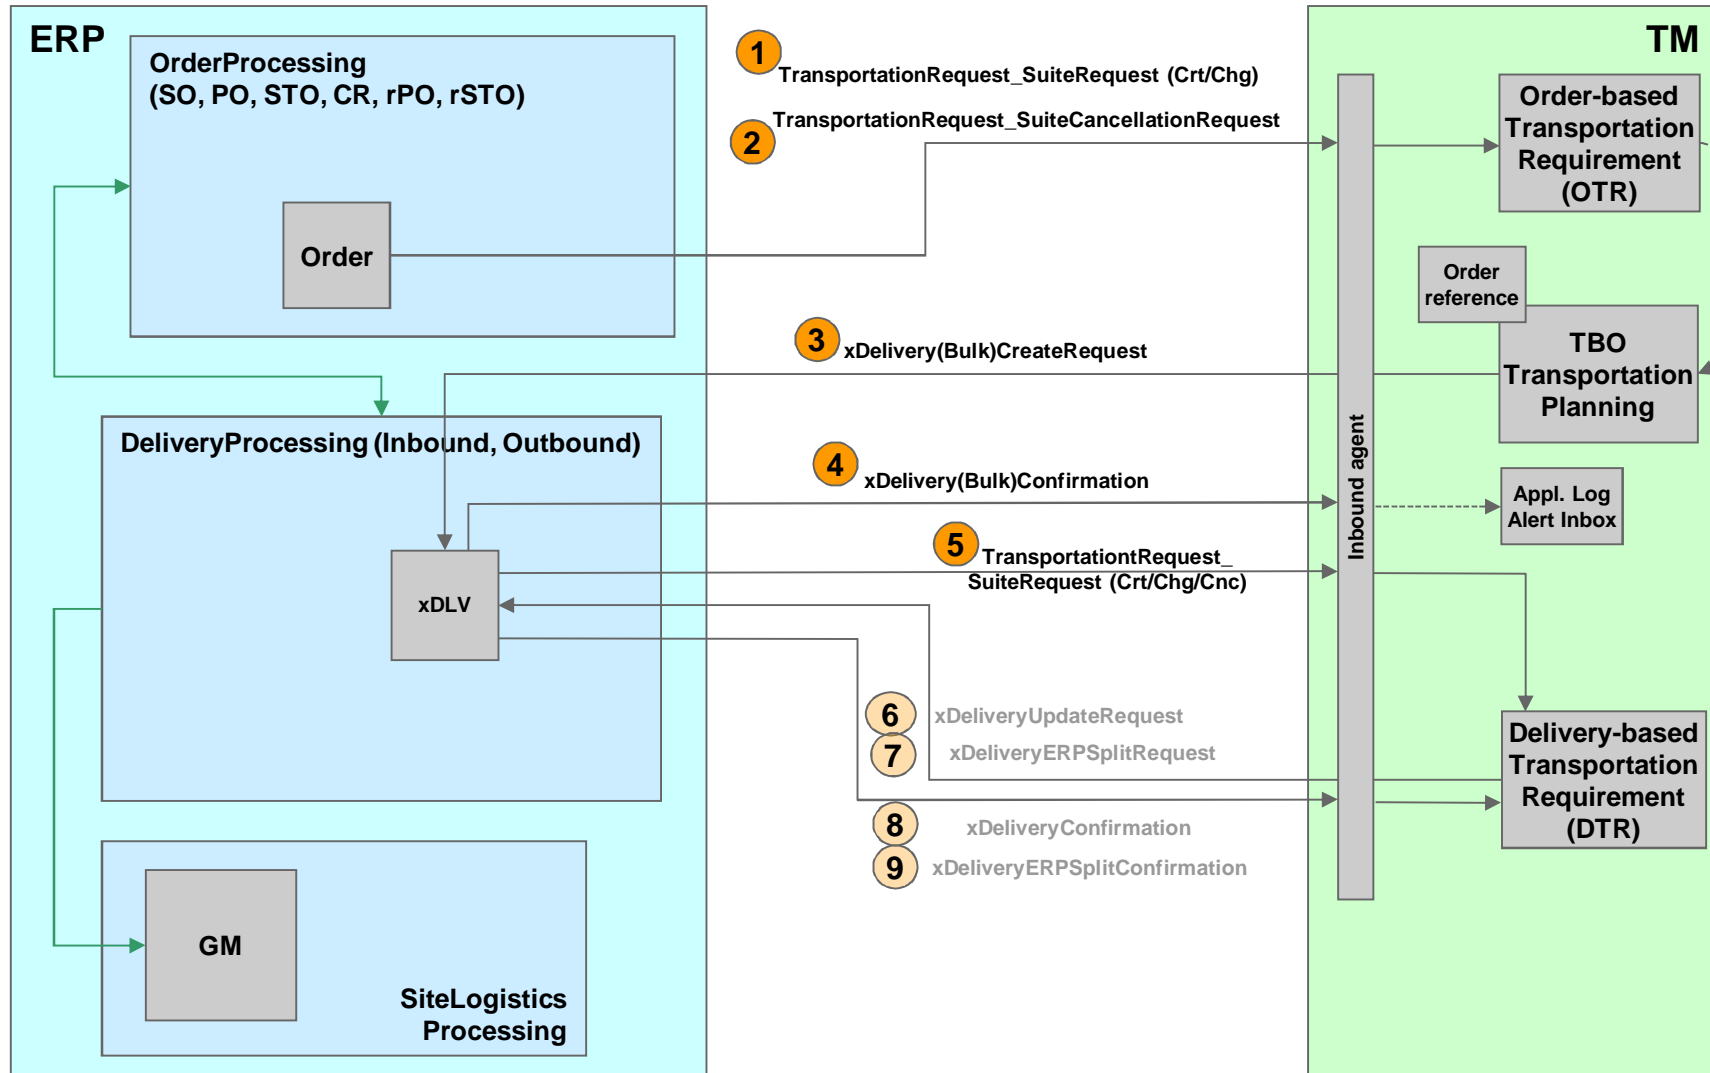 ERP
TM
OrderProcessing
(SO, PO, STO, CR, rPO, rSTO)
Order
1
TransportationRequest_SuiteRequest (Crt/Chg)
2
TransportationRequest_SuiteCancellationRequest
Order-based
Transportation
Requirement
(OTR)
Order
reference
3
xDelivery(Bulk)CreateRequest
TBO
Transportation
Planning
DeliveryProcessing (Inbound, Outbound)
4
xDelivery(Bulk)Confirmation
Inbound agent
Appl. Log
Alert Inbox
5
TransportationtRequest_
SuiteRequest (Crt/Chg/Cnc)
xDLV
6
xDeliveryUpdateRequest
7
xDeliveryERPSplitRequest
Delivery-based
Transportation
Requirement
(DTR)
8
xDeliveryConfirmation
9
xDeliveryERPSplitConfirmation
GM
SiteLogistics
Processing